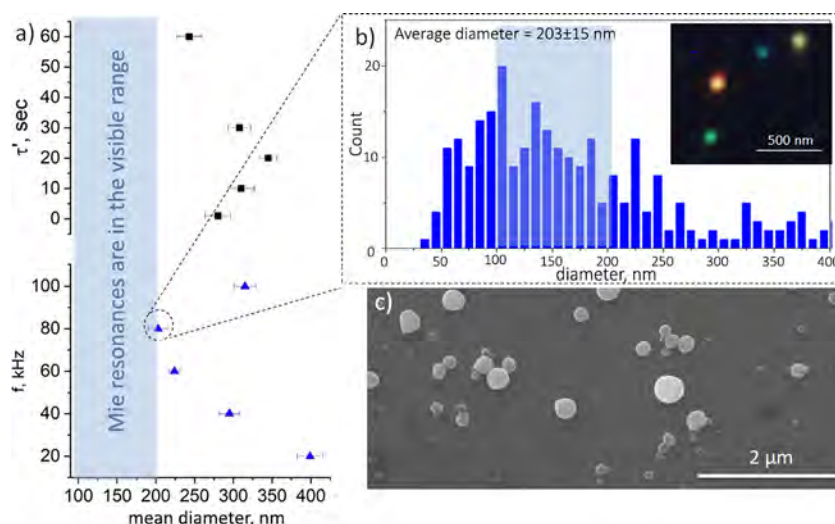 a)
τ', sec
60
50
40
30
20
10
0
f, kHz
100
80
60
40
20
Mie resonances are in the visible range
100 150 200 250 300 350 400
mean diameter, nm
b)
Average diameter = 203±15 nm
Count
20
10
0
0 50 100 150 200 250 300 350 400
diameter, nm
500 nm
c)
2 µm